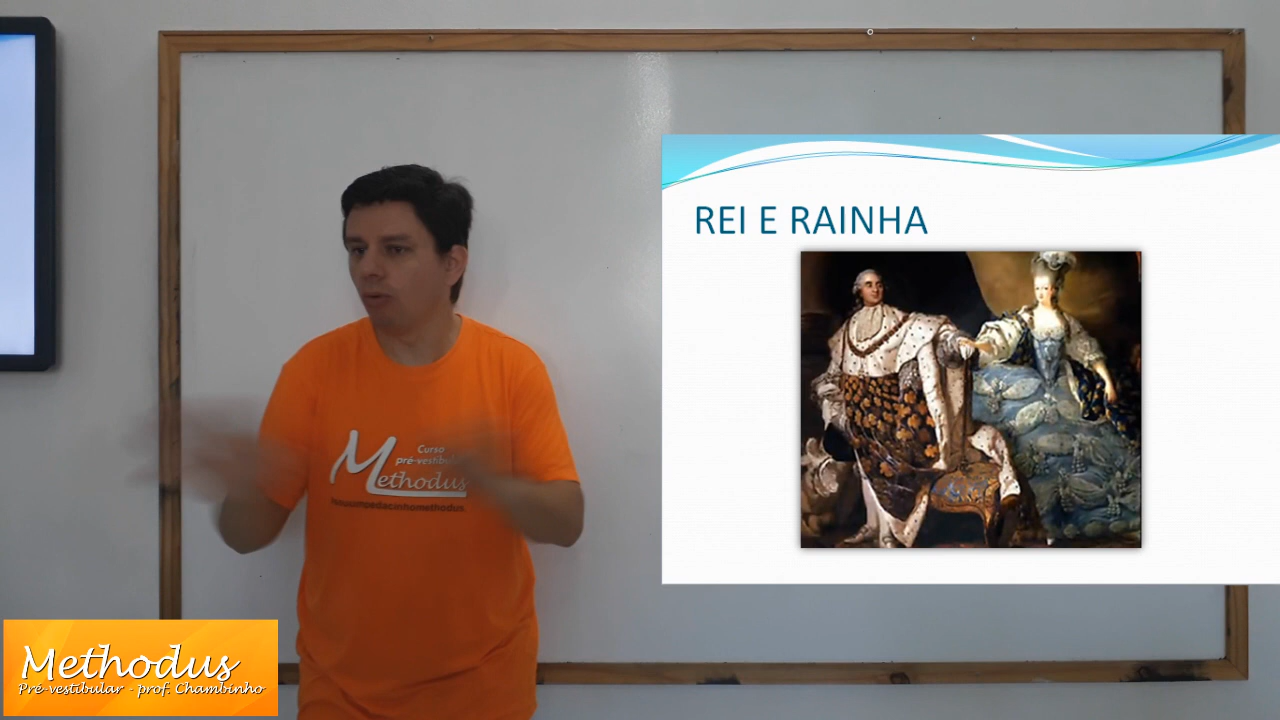 REI E RAINHA
Curso
pré-vestibular
Methodus
Methodus
Pré-vestibular - prof. Chambinho